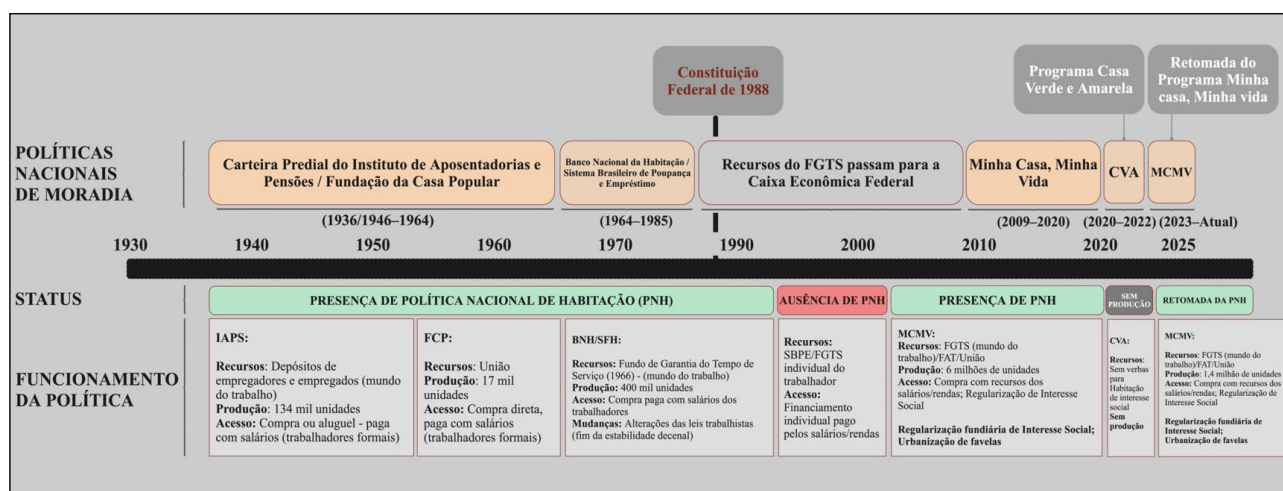 Constituição
Federal de 1988
Programa Casa
Verde e Amarela
Retomada do
Programa Minha
casa, Minha vida
POLÍTICAS
NACIONAIS
DE MORADIA
Carteira Predial do Instituto de Aposentadorias e
Pensões / Fundação da Casa Popular
Banco Nacional da Habitação /
Sistema Brasileiro de Poupança
e Empréstimo
Recursos do FGTS passam para a
Caixa Econômica Federal
Minha Casa, Minha
Vida
CVA
MCMV
(1936/1946–1964)
(1964–1985)
(2009–2020)
(2020–2022)
(2023–Atual)
1930
1940
1950
1960
1970
1990
2000
2010
2020
2025
STATUS
PRESENÇA DE POLÍTICA NACIONAL DE HABITAÇÃO (PNH)
AUSÊNCIA DE PNH
PRESENÇA DE PNH
SEM
PRODUÇÃO
RETOMADA DA PNH
FUNCIONAMENTO
DA POLÍTICA
IAPS:
Recursos: Depósitos de
empregadores e empregados (mundo
do trabalho)
Produção: 134 mil unidades
Acesso: Compra ou aluguel - paga
com salários (trabalhadores formais)
FCP:
Recursos: União
Produção: 17 mil
unidades
Acesso: Compra direta,
paga com salários
(trabalhadores formais)
BNH/SFH:
Recursos: Fundo de Garantia do Tempo de
Serviço (1966) - (mundo do trabalho)
Produção: 400 mil unidades
Acesso: Compra paga com salários dos
trabalhadores
Mudanças: Alterações das leis trabalhistas
(fim da estabilidade decenal)
Recursos:
SBPE/FGTS
individual do
trabalhador
Acesso:
Financiamento
individual pago
pelos salários/rendas
MCMV:
Recursos: FGTS (mundo do
trabalho)/FAT/União
Produção: 6 milhões de unidades
Acesso: Compra com recursos dos
salários/rendas; Regularização de Interesse
Social
Regularização fundiária de Interesse Social;
Urbanização de favelas
CVA:
Recursos:
Sem verbas
para
Habitação
de interesse
social
Sem
produção
MCMV:
Recursos: FGTS (mundo do
trabalho)/FAT/União
Produção: 1,4 milhão de unidades
Acesso: Compra com recursos dos
salários/rendas; Regularização de
Interesse Social
Regularização fundiária de
Interesse Social;
Urbanização de favelas